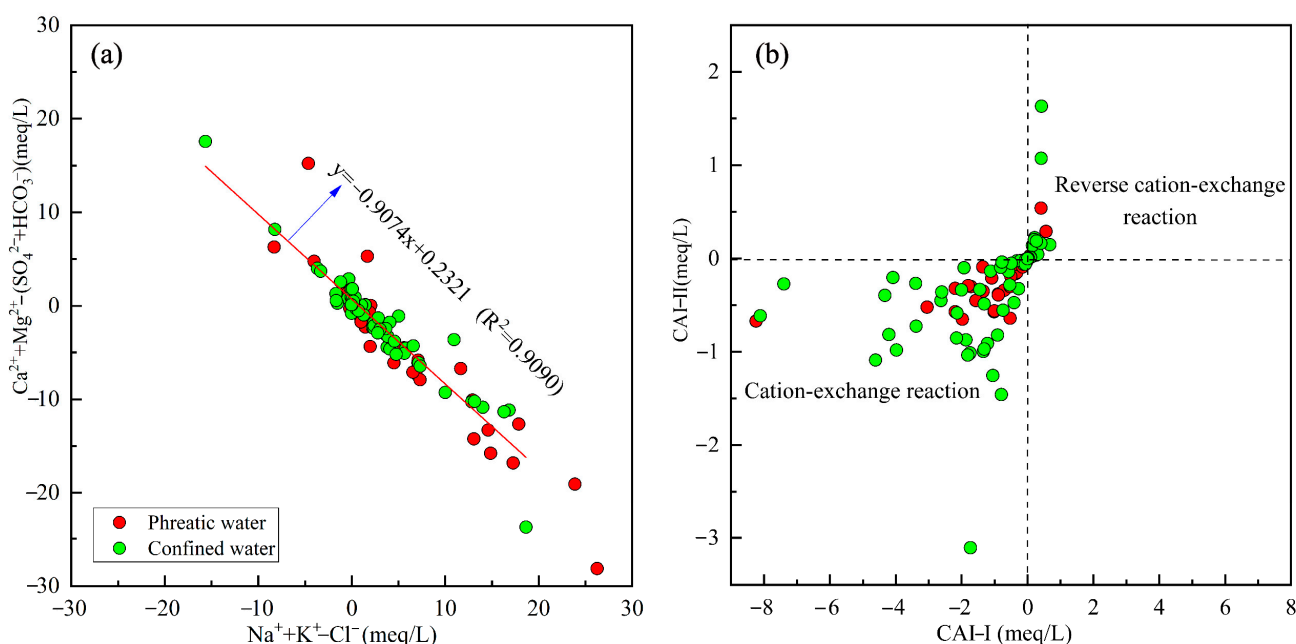 (a)
30
20
10
0
−10
−20
−30
Ca²⁺+Mg²⁺−(SO₄²⁻+HCO₃⁻)(meq/L)
y=−0.9074x+0.2321 (R²=0.9090)
Phreatic water
Confined water
−30 −20 −10 0 10 20 30
Na⁺+K⁺−Cl⁻(meq/L)
(b)
2
1
0
−1
−2
−3
CAI−II(meq/L)
Reverse cation-exchange
reaction
Cation-exchange reaction
−8 −6 −4 −2 0 2 4 6 8
CAI−I (meq/L)